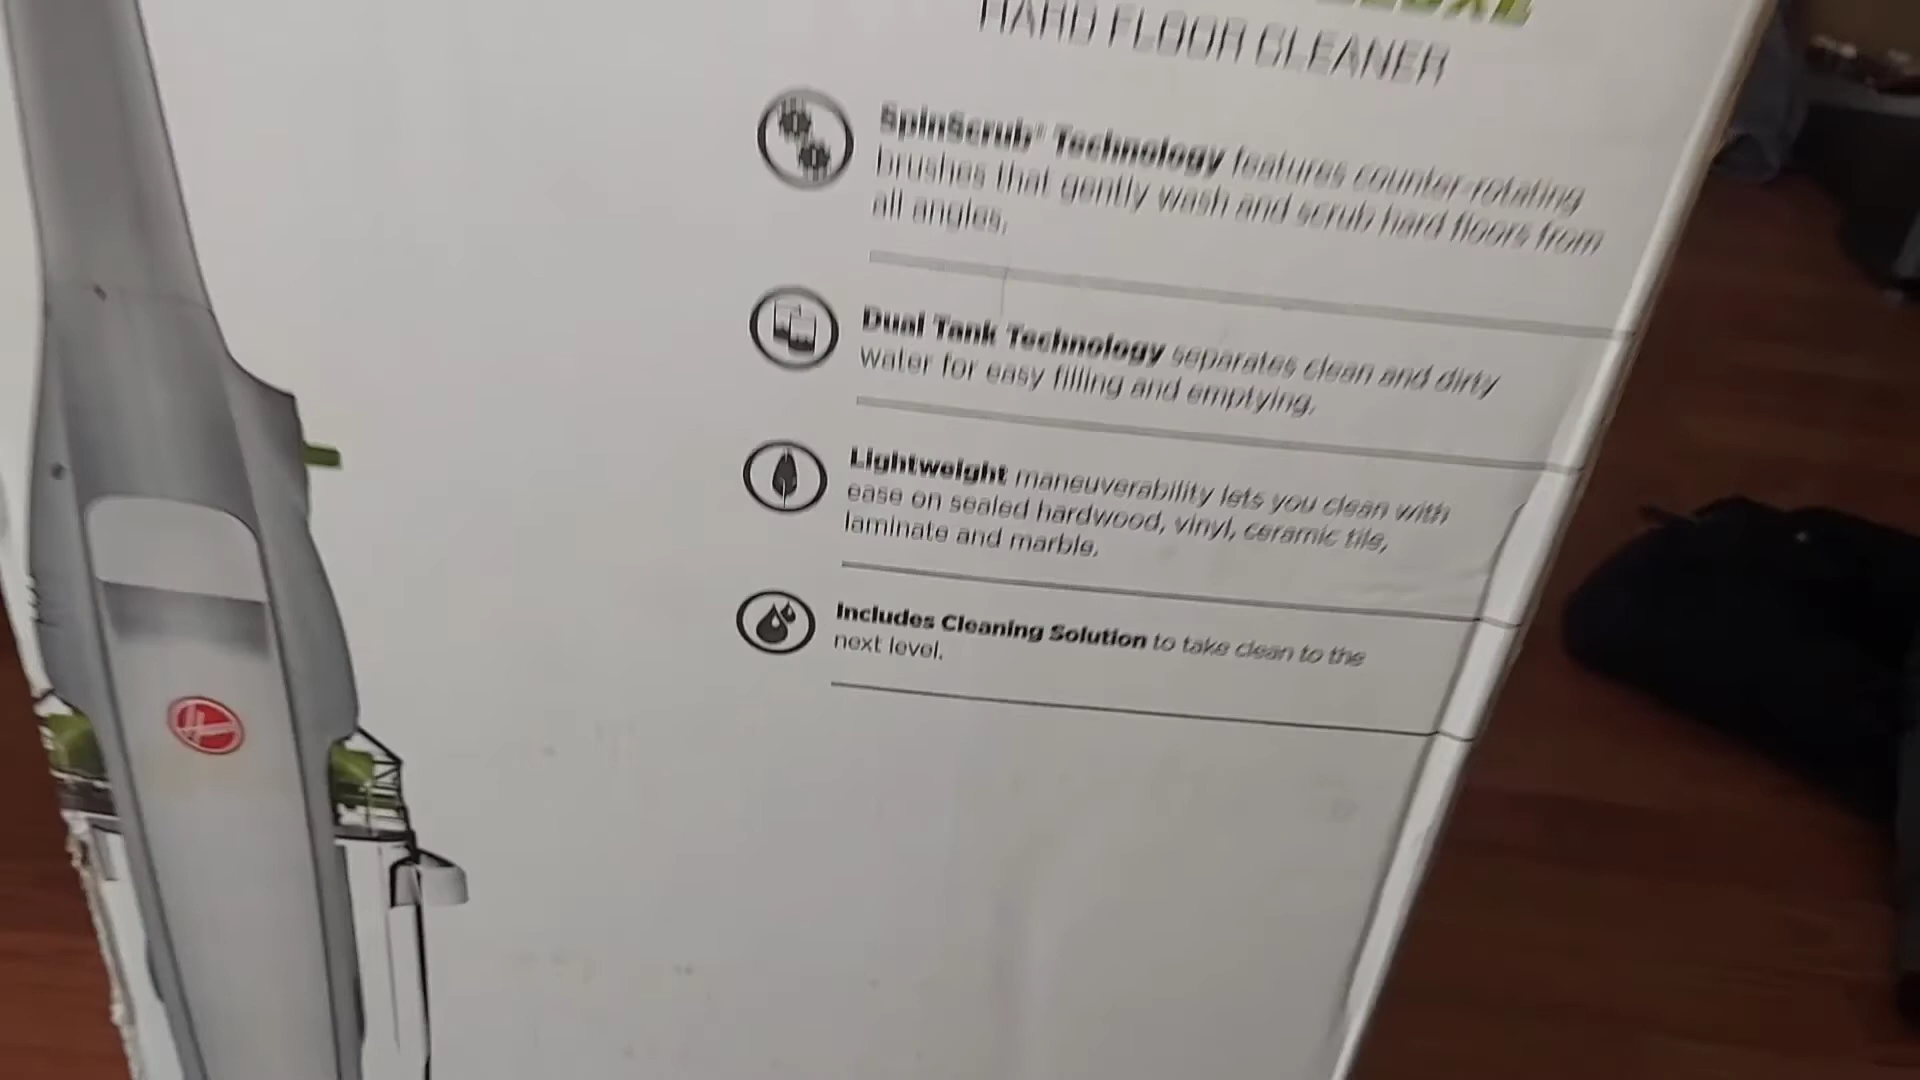 HARD FLOOR CLEANER
SpinScrub® Technology features counter-rotating
brushes that gently wash and scrub hard floors from
all angles.
Dual Tank Technology separates clean and dirty
water for easy filling and emptying.
Lightweight maneuverability lets you clean with
ease on sealed hardwood, vinyl, ceramic tile,
laminate and marble.
Includes Cleaning Solution to take clean to the
next level.